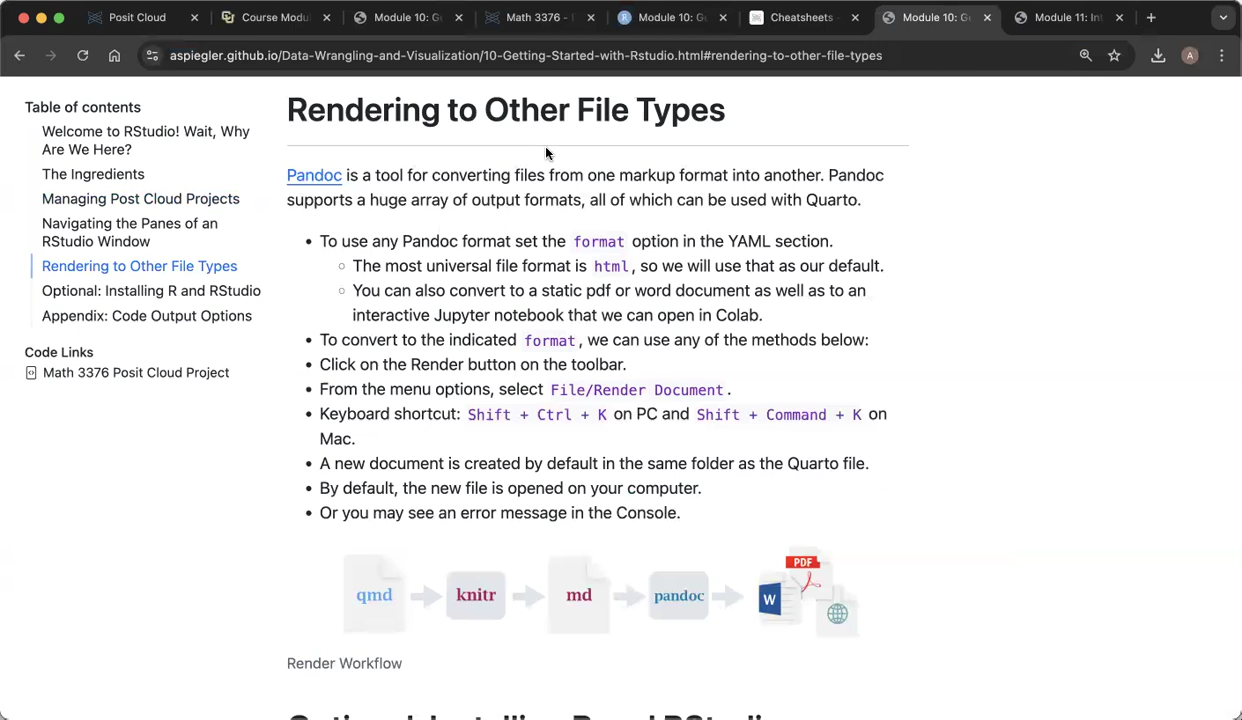 Posit Cloud
Course Modul
Module 10: Ge
Math 3376 -
Module 10: Ge
Cheatsheets -
Module 10: Ge
Module 11: Int
aspiegler.github.io/Data-Wrangling-and-Visualization/10-Getting-Started-with-Rstudio.html#rendering-to-other-file-types
A
Table of contents
Welcome to RStudio! Wait, Why
Are We Here?
The Ingredients
Managing Post Cloud Projects
Navigating the Panes of an
RStudio Window
Rendering to Other File Types
Optional: Installing R and RStudio
Appendix: Code Output Options
Code Links
Math 3376 Posit Cloud Project
Rendering to Other File Types
Pandoc is a tool for converting files from one markup format into another. Pandoc
supports a huge array of output formats, all of which can be used with Quarto.
• To use any Pandoc format set the format option in the YAML section.
○ The most universal file format is html, so we will use that as our default.
○ You can also convert to a static pdf or word document as well as to an
interactive Jupyter notebook that we can open in Colab.
• To convert to the indicated format, we can use any of the methods below:
• Click on the Render button on the toolbar.
• From the menu options, select File/Render Document.
• Keyboard shortcut: Shift + Ctrl + K on PC and Shift + Command + K on
Mac.
• A new document is created by default in the same folder as the Quarto file.
• By default, the new file is opened on your computer.
• Or you may see an error message in the Console.
qmd
knitr
md
pandoc
W
PDF
Render Workflow